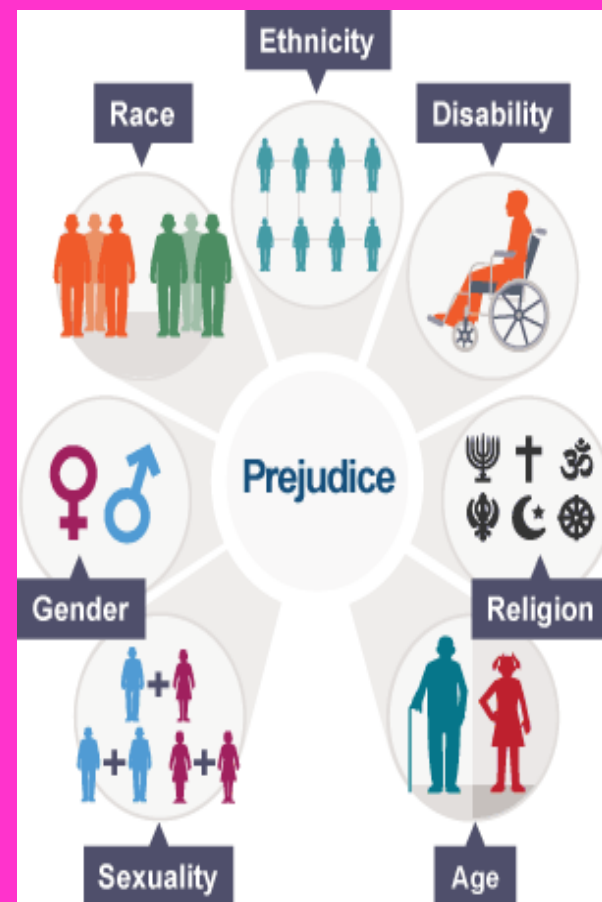 Ethnicity
Race
Disability
Prejudice
Gender
Religion
Sexuality
Age